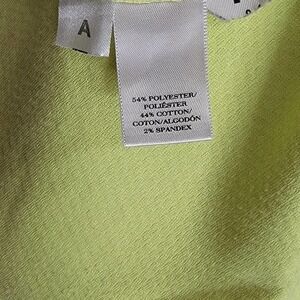 A
54% POLYESTER/
POLIÉSTER
44% COTTON/
COTON/ALGODÓN
2% SPANDEX